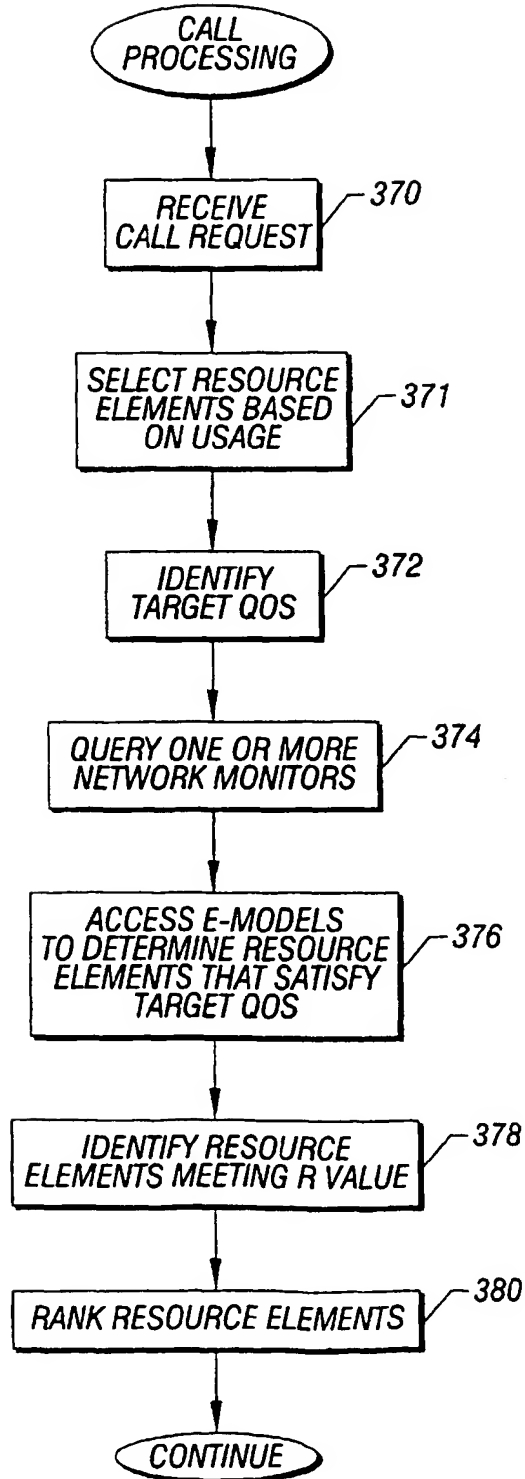 CALL
PROCESSING
RECEIVE
CALL REQUEST
370
SELECT RESOURCE
ELEMENTS BASED
ON USAGE
371
IDENTIFY
TARGET QOS
372
QUERY ONE OR MORE
NETWORK MONITORS
374
ACCESS E-MODELS
TO DETERMINE RESOURCE
ELEMENTS THAT SATISFY
TARGET QOS
376
IDENTIFY RESOURCE
ELEMENTS MEETING R VALUE
378
RANK RESOURCE ELEMENTS
380
CONTINUE